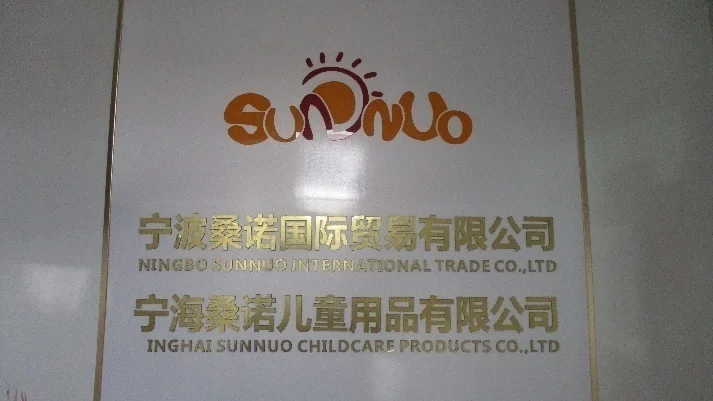 SUNNUO
宁波桑诺国际贸易有限公司
NINGBO SUNNUO INTERNATIONAL TRADE CO.,LTD
宁海桑诺儿童用品有限公司
INGHAI SUNNUO CHILDCARE PRODUCTS CO.,LTD